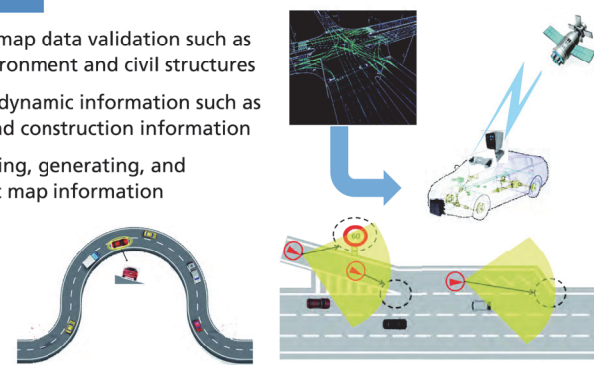 map data validation such as
ronment and civil structures
dynamic information such as
nd construction information
ing, generating, and
t map information
60